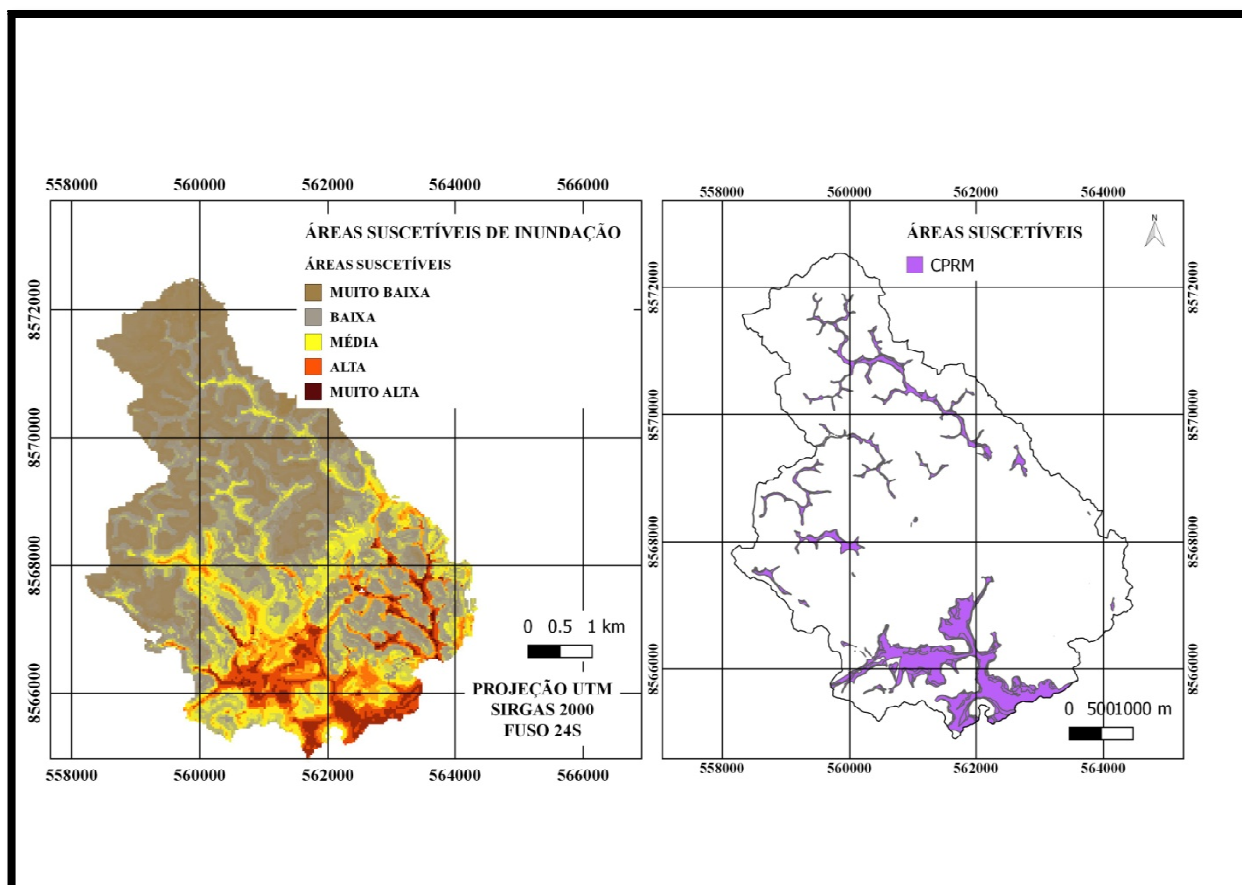 558000 560000 562000 564000 566000
ÁREAS SUSCETÍVEIS DE INUNDAÇÃO
ÁREAS SUSCETÍVEIS
MUITO BAIXA
BAIXA
MÉDIA
ALTA
MUITO ALTA
8572000
8570000
8568000
8566000
0 0.5 1 km
PROJEÇÃO UTM
SIRGAS 2000
FUSO 24S
558000 560000 562000 564000 566000
558000 560000 562000 564000
ÁREAS SUSCETÍVEIS
CPRM
N
8572000
8570000
8568000
8566000
0 5001000 m
558000 560000 562000 564000